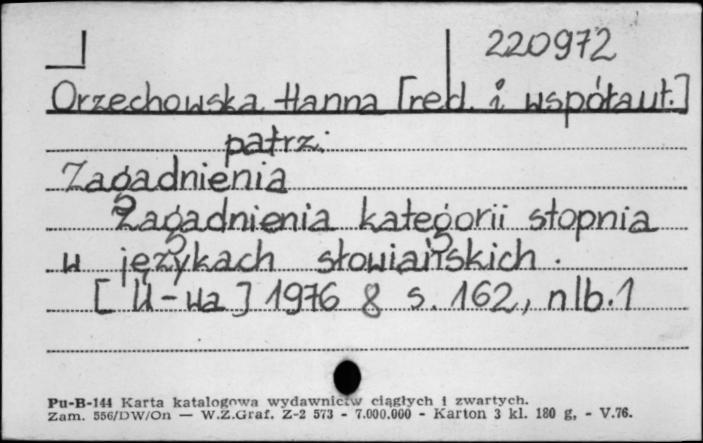 220972
Orzechowska Hanna [red. i współaut.]
patrz:
Zagadnienia
Zagadnienia kategorii stopnia
w językach słowiańskich.
[W-wa] 1976 8 s. 162, nlb. 1
Pu-B-144 Karta katalogowa wydawnictw ciągłych i zwartych.
Zam. 556/DW/On — W.Z.Graf. Z-2 573 - 7.000.000 - Karton 3 kl. 180 g, - V.76.